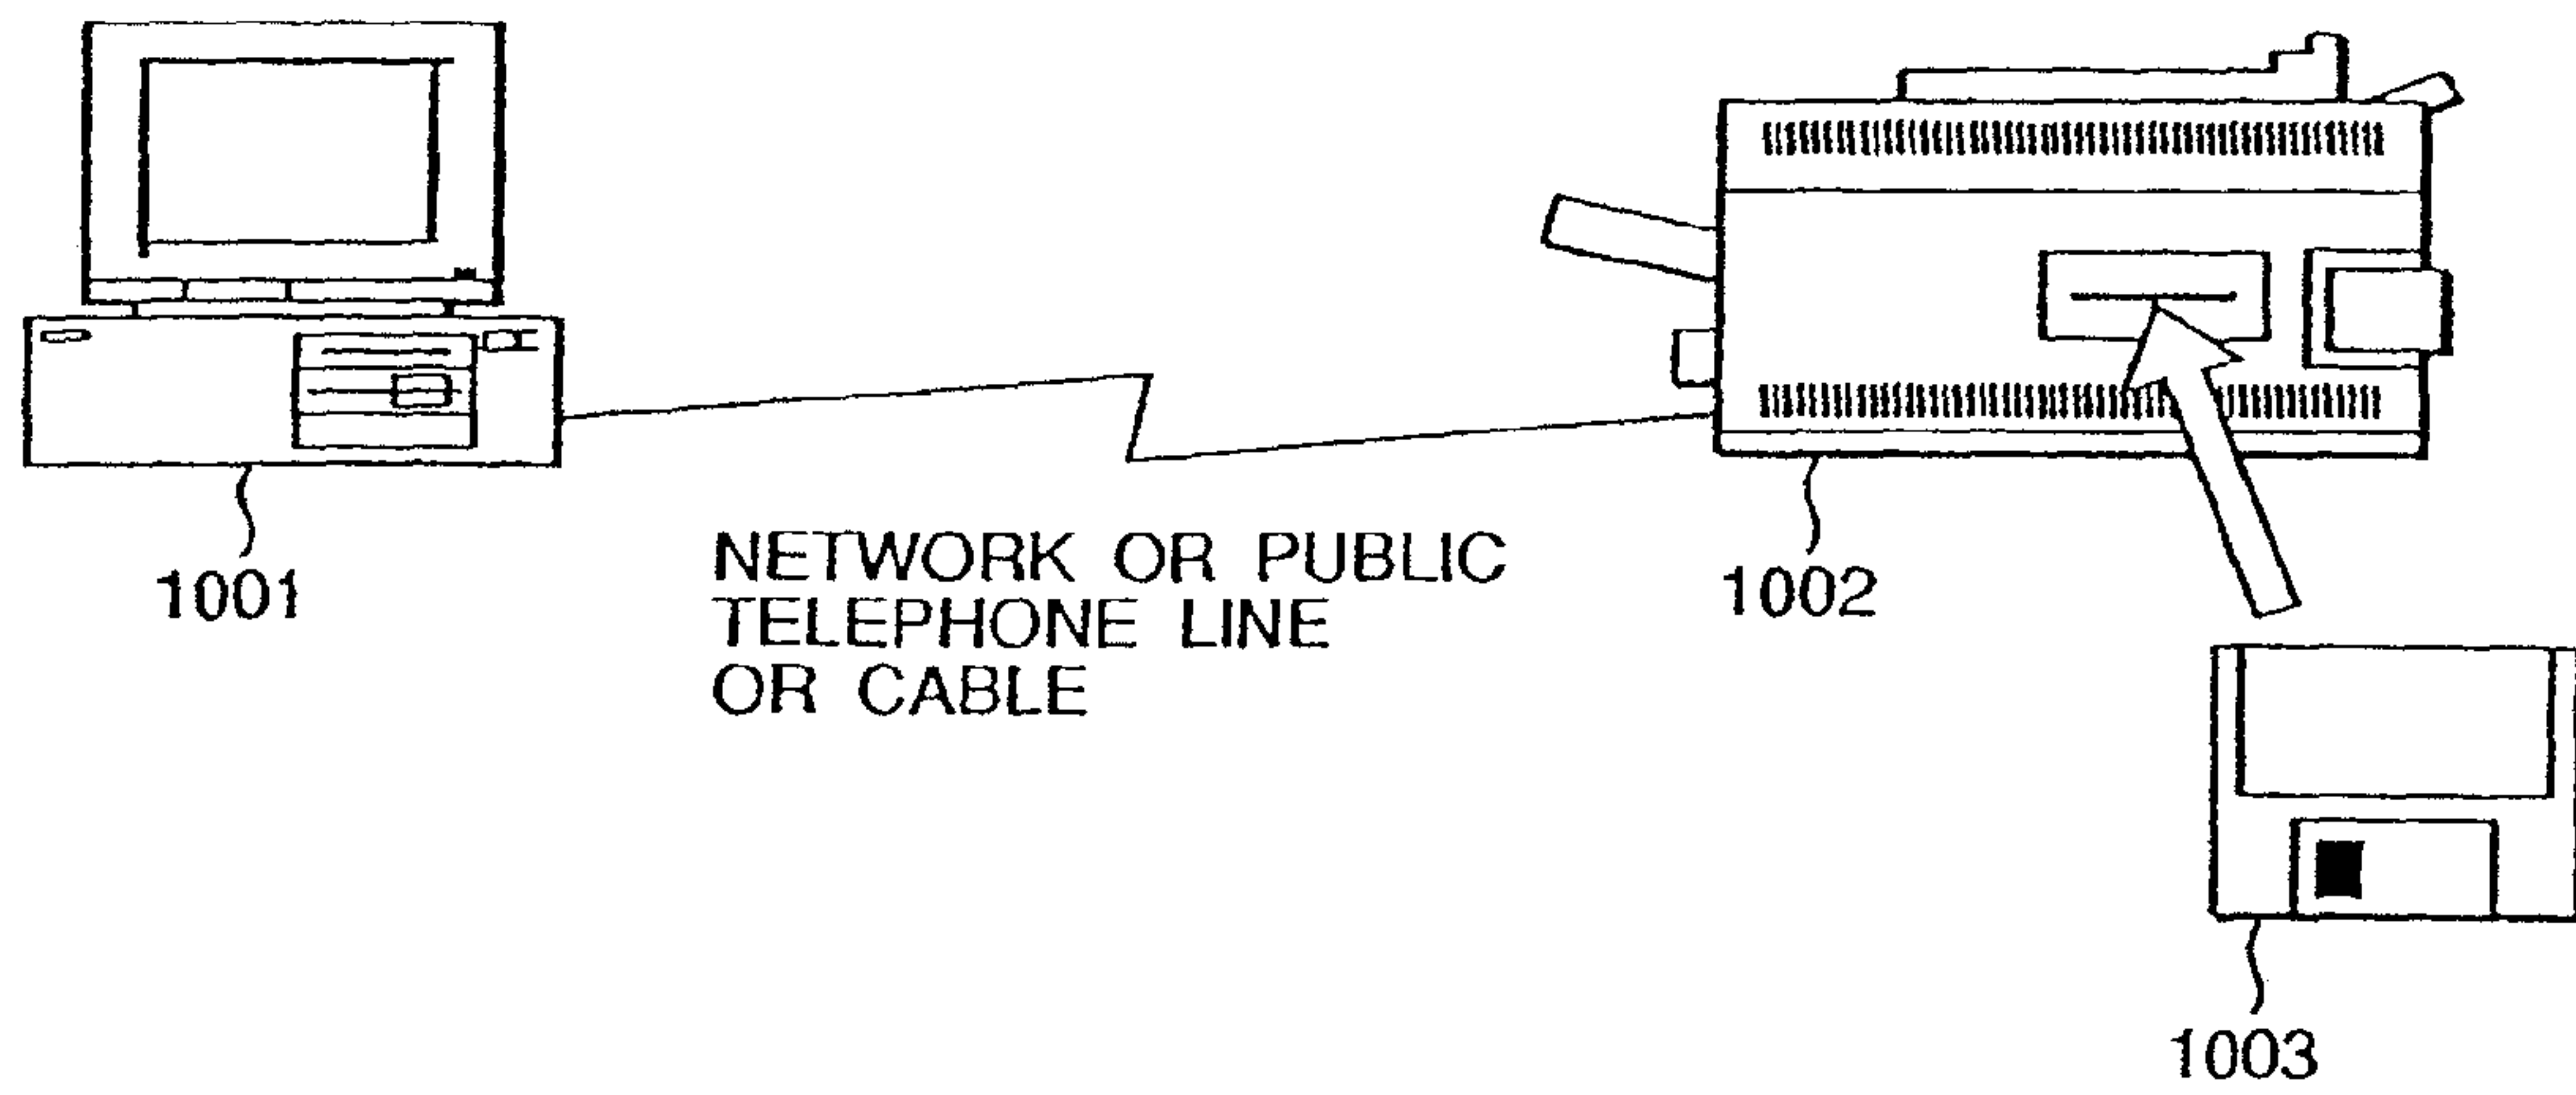 1001
NETWORK OR PUBLIC
TELEPHONE LINE
OR CABLE
1002
1003